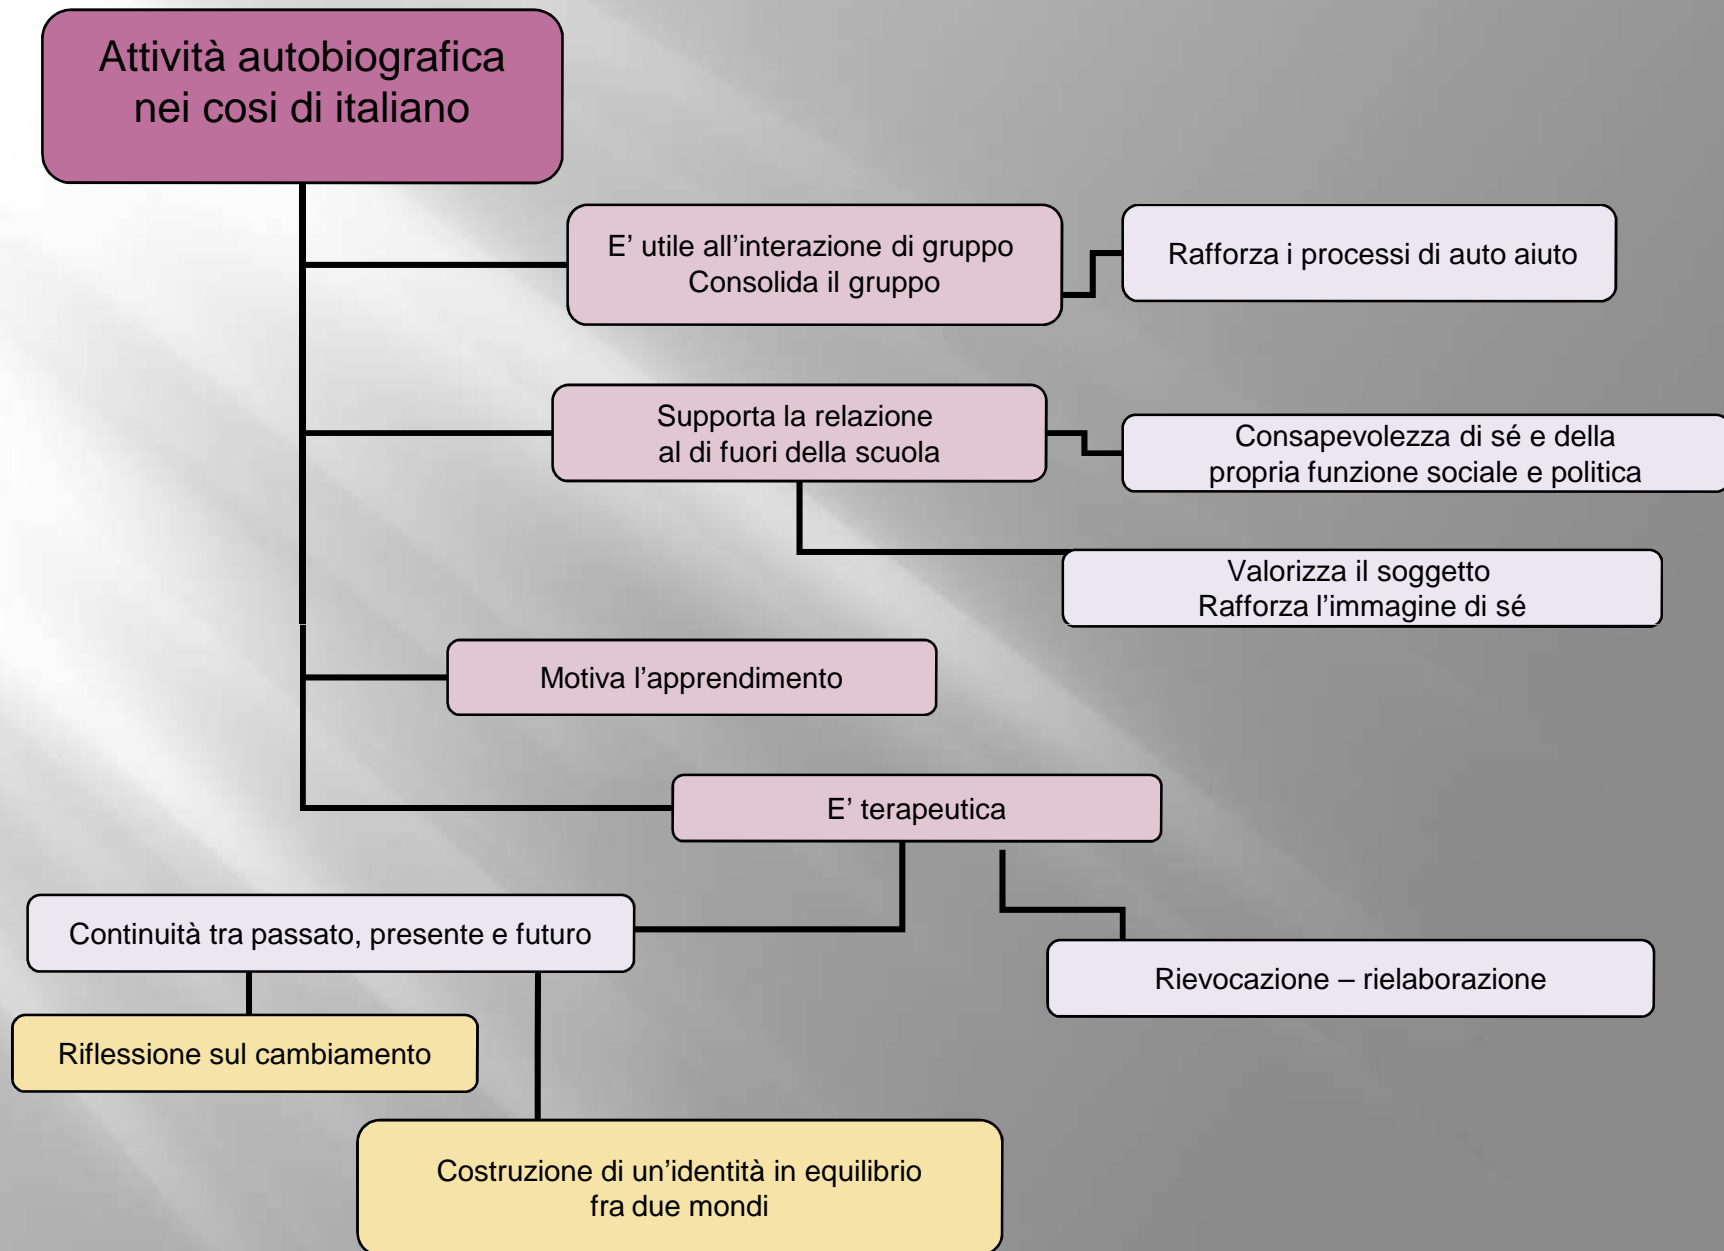 Attività autobiografica
nei cosi di italiano
E’ utile all’interazione di gruppo
Consolida il gruppo
Rafforza i processi di auto aiuto
Supporta la relazione
al di fuori della scuola
Consapevolezza di sé e della
propria funzione sociale e politica
Valorizza il soggetto
Rafforza l’immagine di sé
Motiva l’apprendimento
E’ terapeutica
Continuità tra passato, presente e futuro
Rievocazione – rielaborazione
Riflessione sul cambiamento
Costruzione di un’identità in equilibrio
fra due mondi